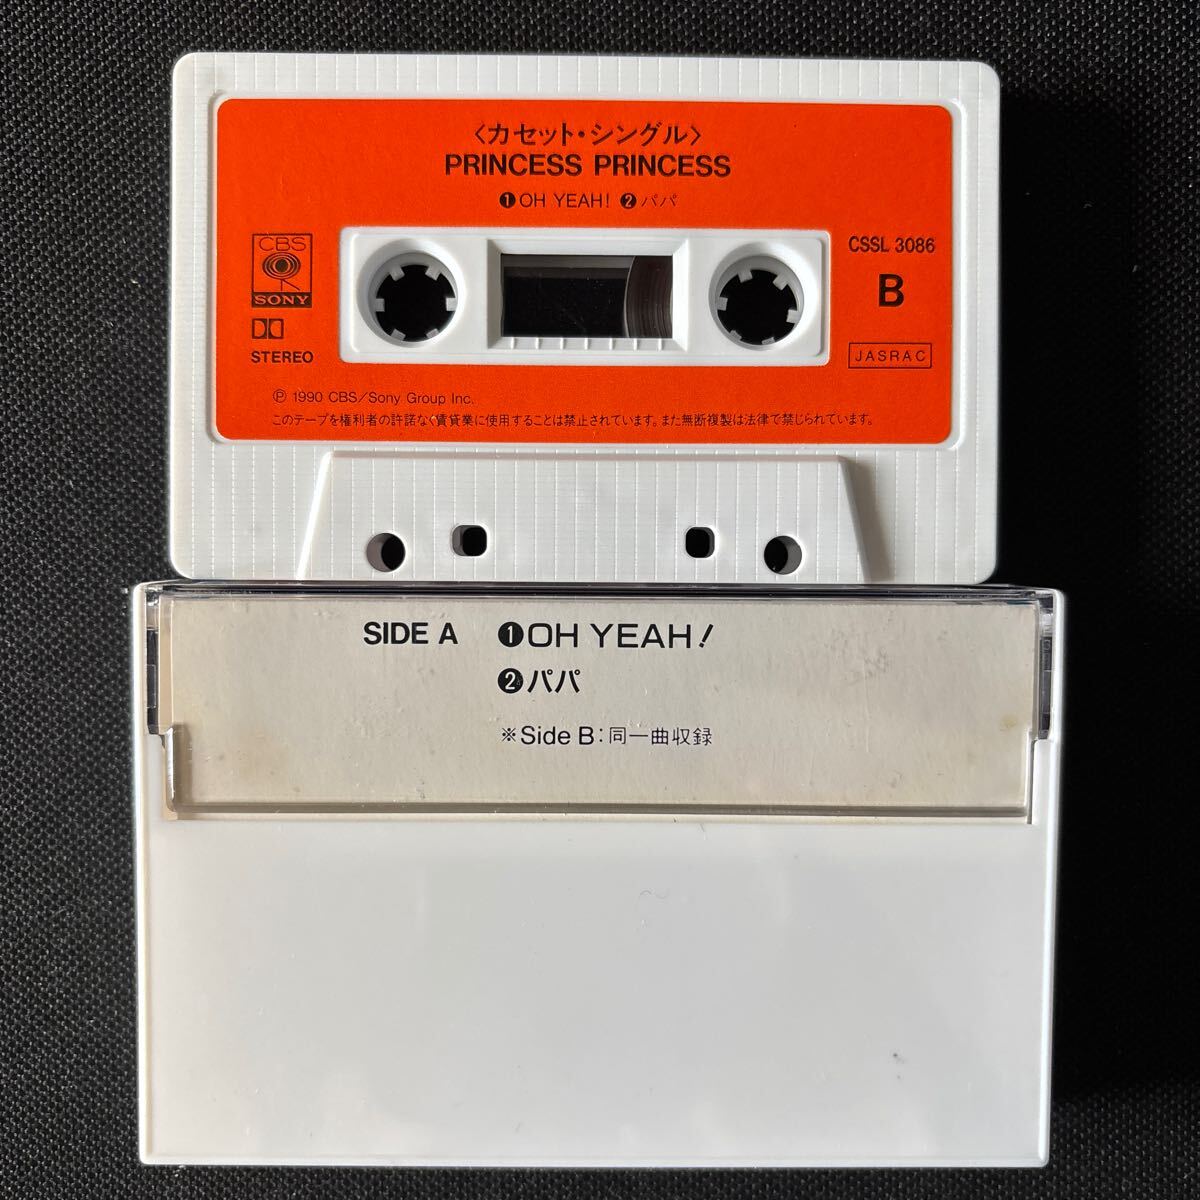 〈カセット・シングル〉
PRINCESS PRINCESS
❶OH YEAH! ❷パパ
CBS
SONY
STEREO
CSSL 3086
B
JASRAC
Ⓟ 1990 CBS/Sony Group Inc.
このテープを権利者の許諾なく賃貸業に使用することは禁止されています。また無断複製は法律で禁じられています。
SIDE A ❶OH YEAH!
❷パパ
※Side B:同一曲収録